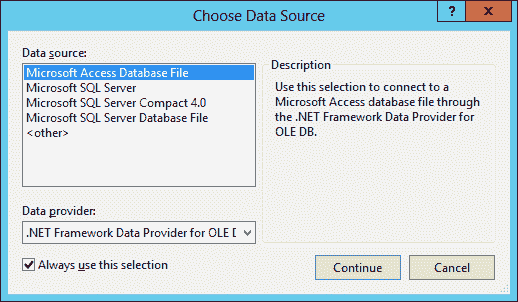 Choose Data Source
?
X
Data source:
Microsoft Access Database File
Microsoft SQL Server
Microsoft SQL Server Compact 4.0
Microsoft SQL Server Database File
<other>
Description
Use this selection to connect to a
Microsoft Access database file through
the .NET Framework Data Provider for
OLE DB.
Data provider:
.NET Framework Data Provider for OLE D
Always use this selection
Continue
Cancel